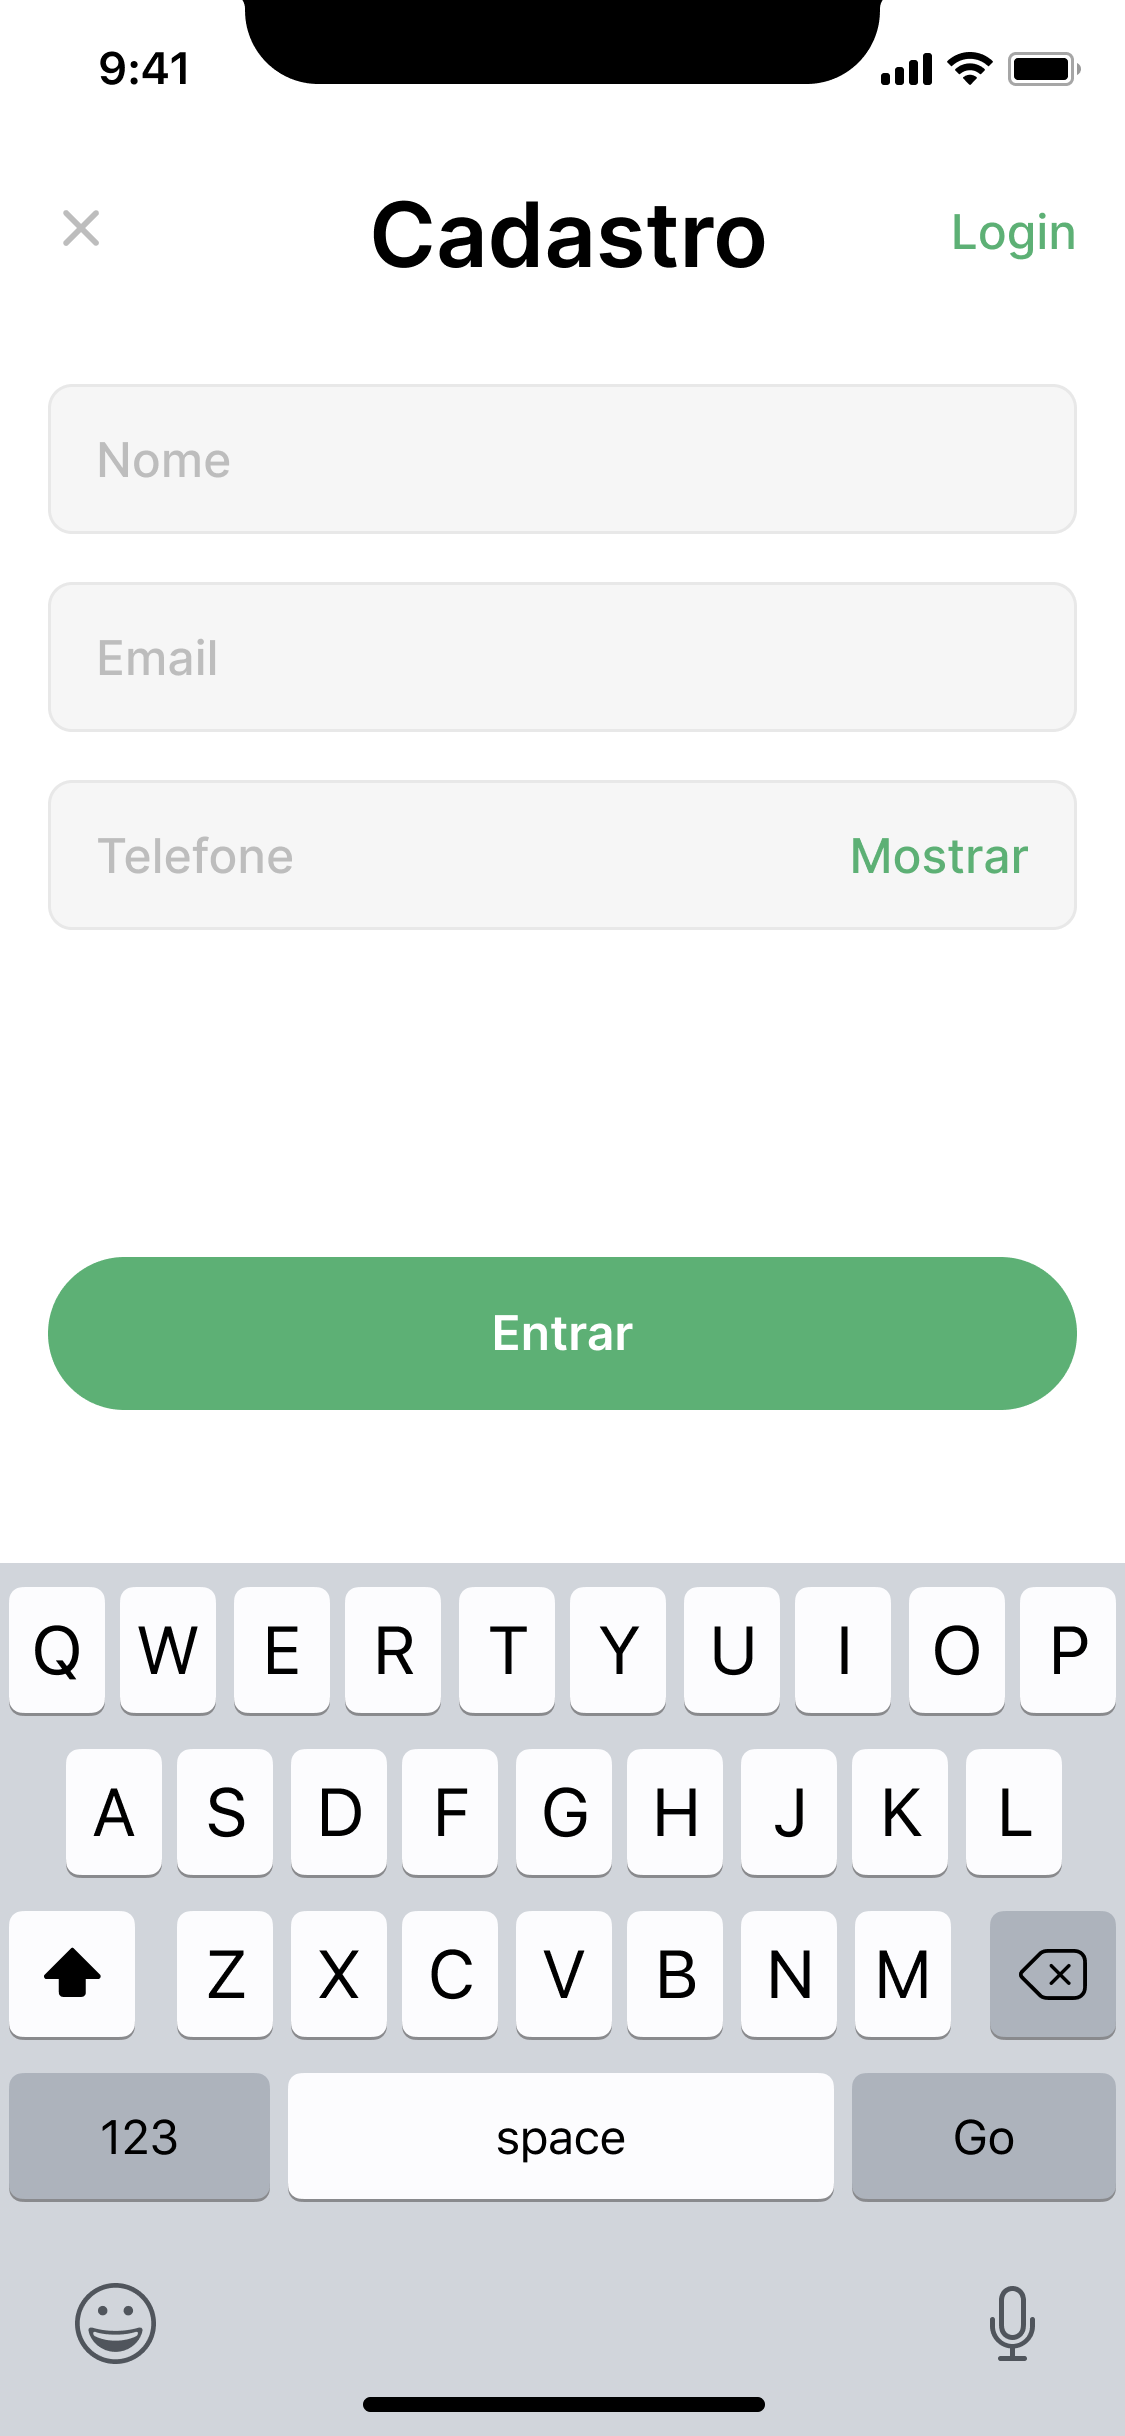 9:41
Cadastro
Login
Nome
Email
Telefone Mostrar
Entrar
Q W E R T Y U I O P
A S D F G H J K L
Z X C V B N M
123 space Go